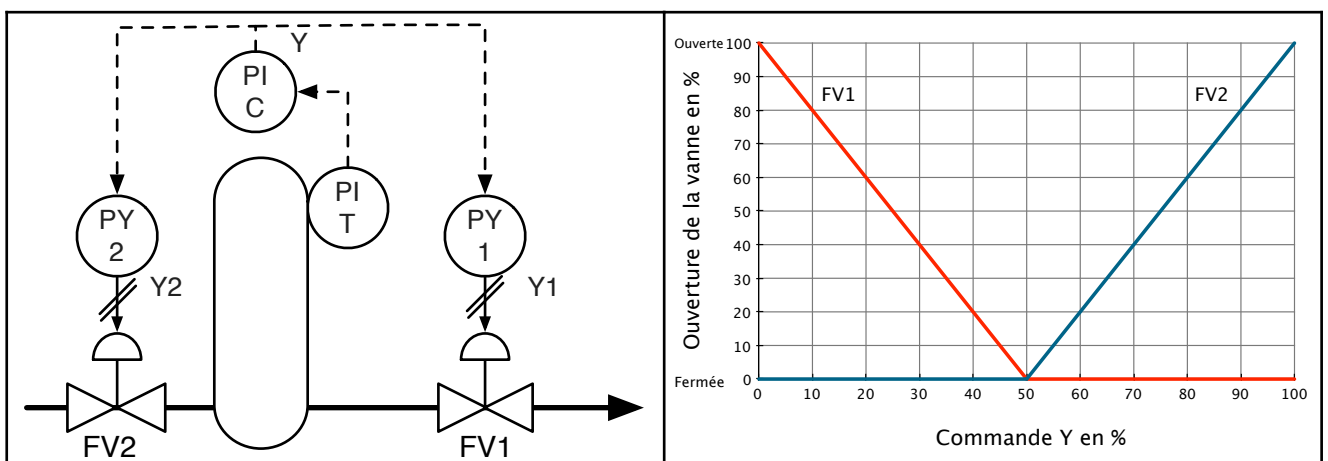 Y
PI
C
PI
T
PY
2
PY
1
Y2
Y1
FV2
FV1
Ouverture de la vanne en %
Ouverte 100
90
80
70
60
50
40
30
20
10
Fermée 0
FV1
FV2
0 10 20 30 40 50 60 70 80 90 100
Commande Y en %